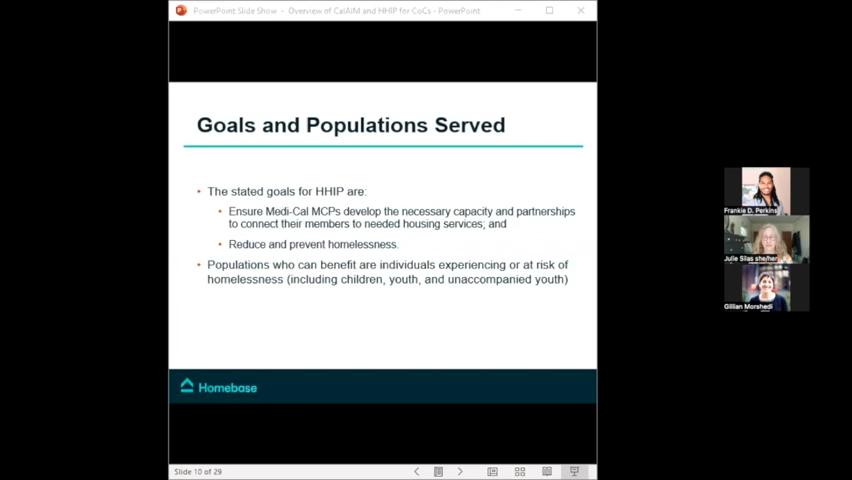 PowerPoint Slide Show - Overview of CalAIM and HHIP for CoCs - PowerPoint
Goals and Populations Served
• The stated goals for HHIP are:
• Ensure Medi-Cal MCPs develop the necessary capacity and partnerships
to connect their members to needed housing services; and
• Reduce and prevent homelessness.
• Populations who can benefit are individuals experiencing or at risk of
homelessness (including children, youth, and unaccompanied youth)
Homebase
Slide 10 of 29
Frankie D. Perkins
Julie Silas she/her
Gillian Morshedi